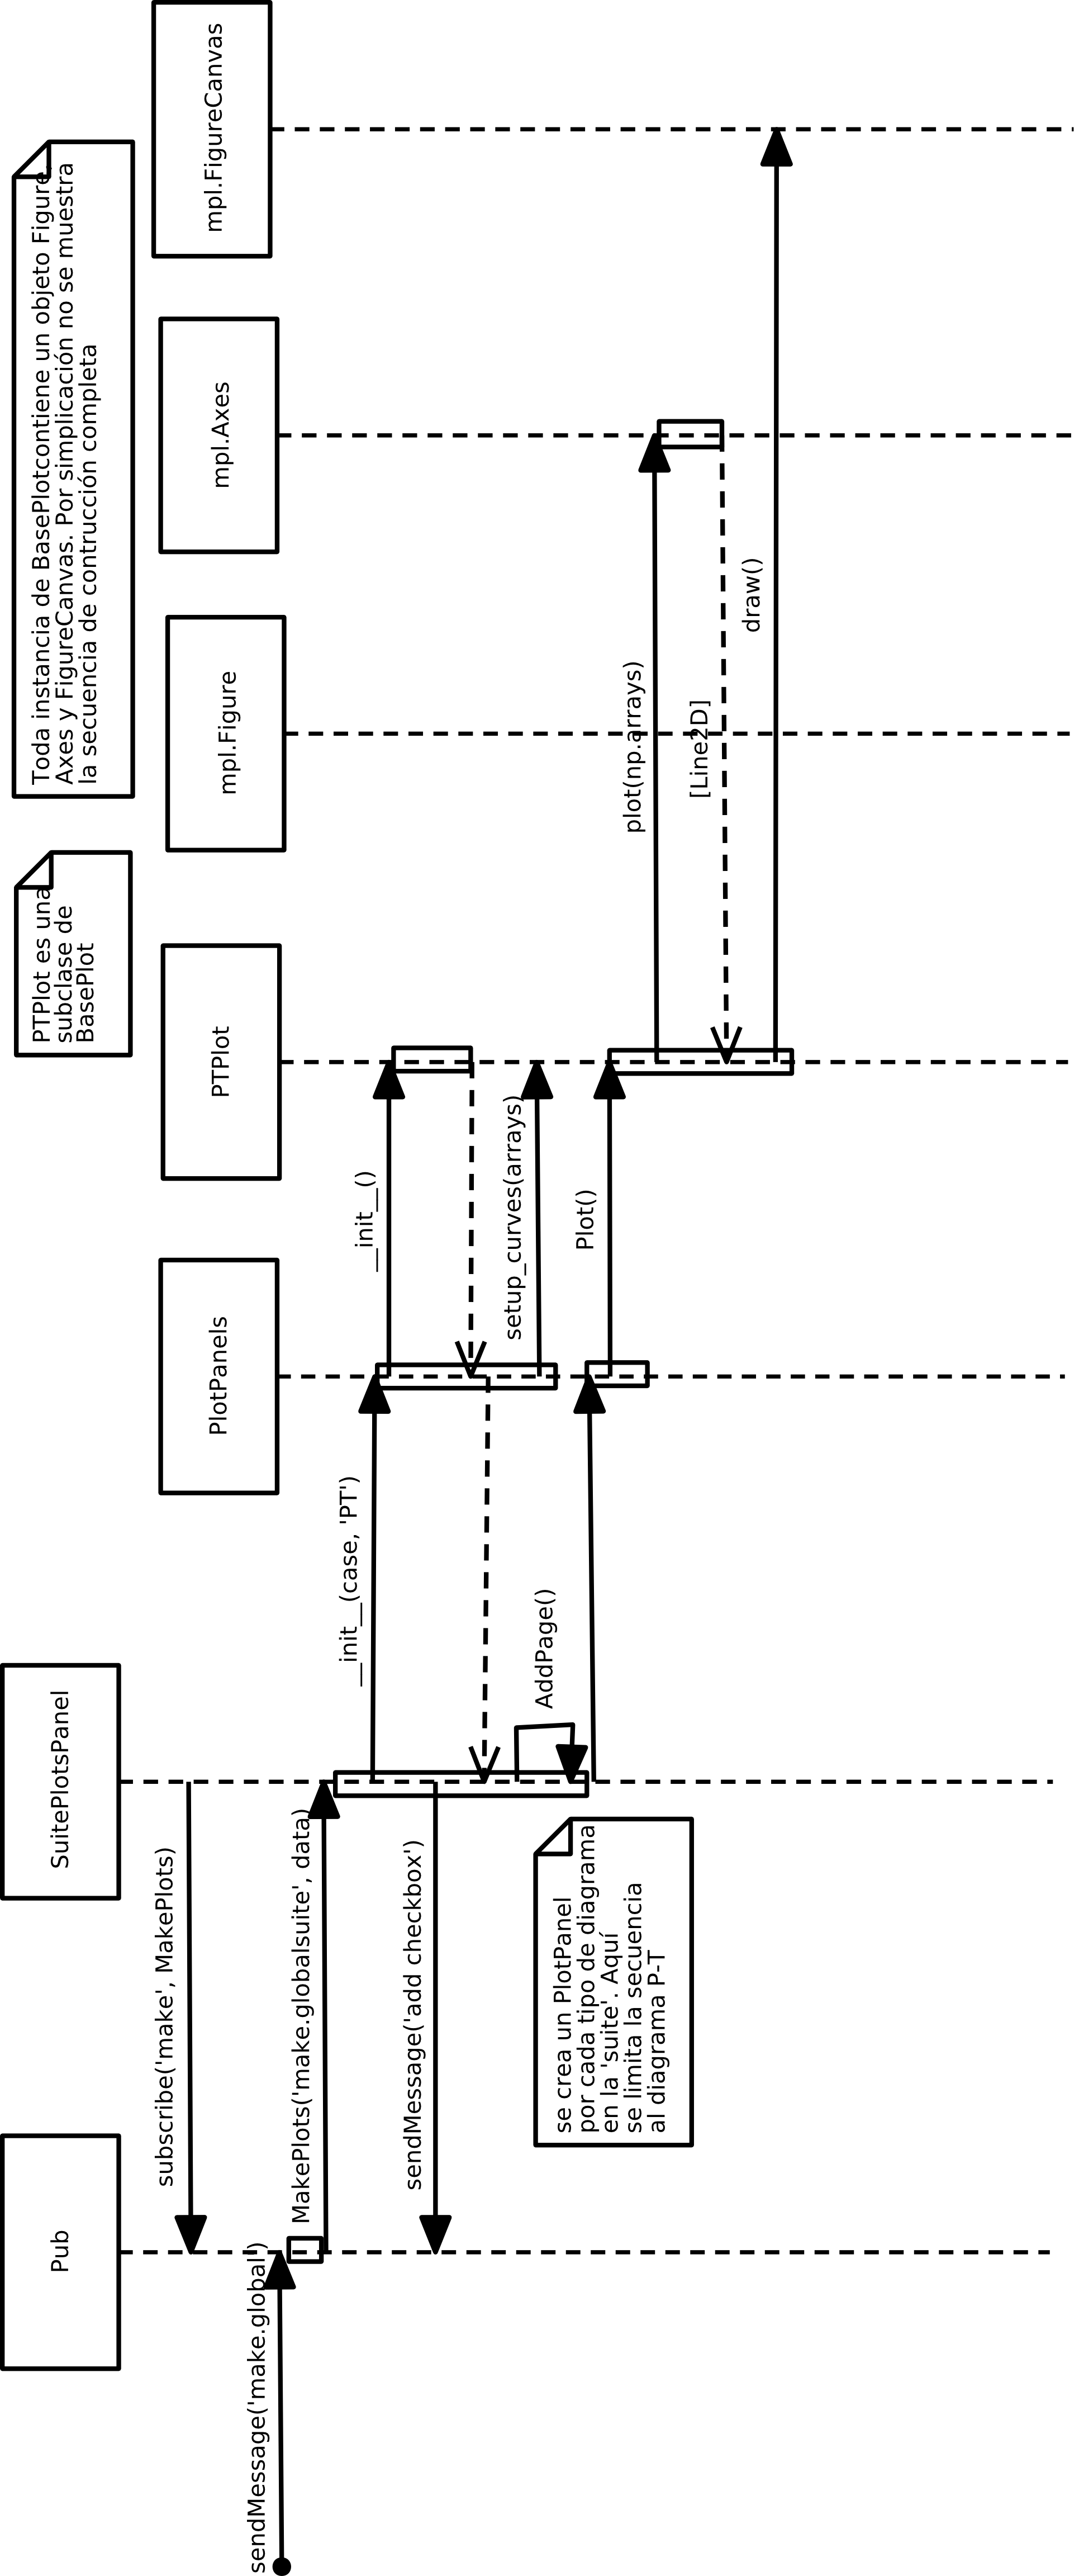 Pub
SuitePlotsPanel
PlotPanels
PTPlot
mpl.Figure
mpl.Axes
mpl.FigureCanvas
PTPlot es una
subclase de
BasePlot
Toda instancia de BasePlotcontiene un objeto Figure,
Axes y FigureCanvas. Por simplicación no se muestra
la secuencia de contrucción completa
subscribe('make', MakePlots)
sendMessage('make.global')
MakePlots('make.globalsuite', data)
__init__(case, 'PT')
__init__()
sendMessage('add checkbox')
setup_curves(arrays)
AddPage()
Plot()
plot(np.arrays)
[Line2D]
draw()
se crea un PlotPanel
por cada tipo de diagrama
en la 'suite'. Aquí
se limita la secuencia
al diagrama P-T